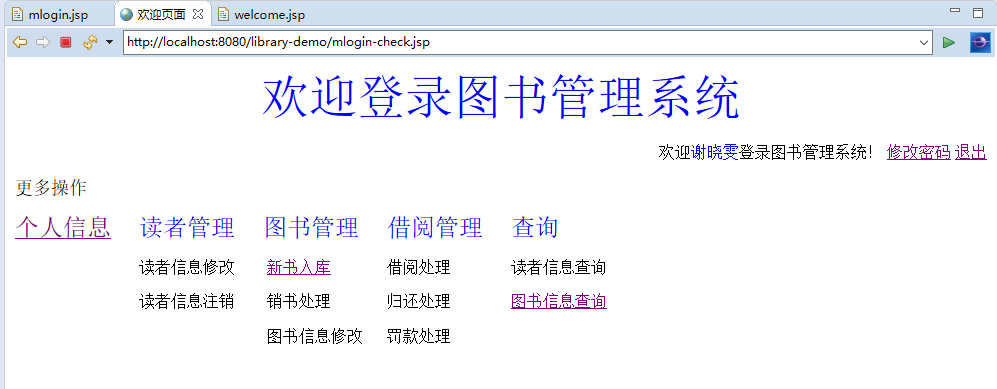 mlogin.jsp 欢迎页面 welcome.jsp
http://localhost:8080/library-demo/mlogin-check.jsp
欢迎登录图书管理系统
欢迎谢晓雯登录图书管理系统! 修改密码 退出
更多操作
个人信息 读者管理 图书管理 借阅管理 查询
读者信息修改 新书入库 借阅处理 读者信息查询
读者信息注销 销书处理 归还处理 图书信息查询
图书信息修改 罚款处理